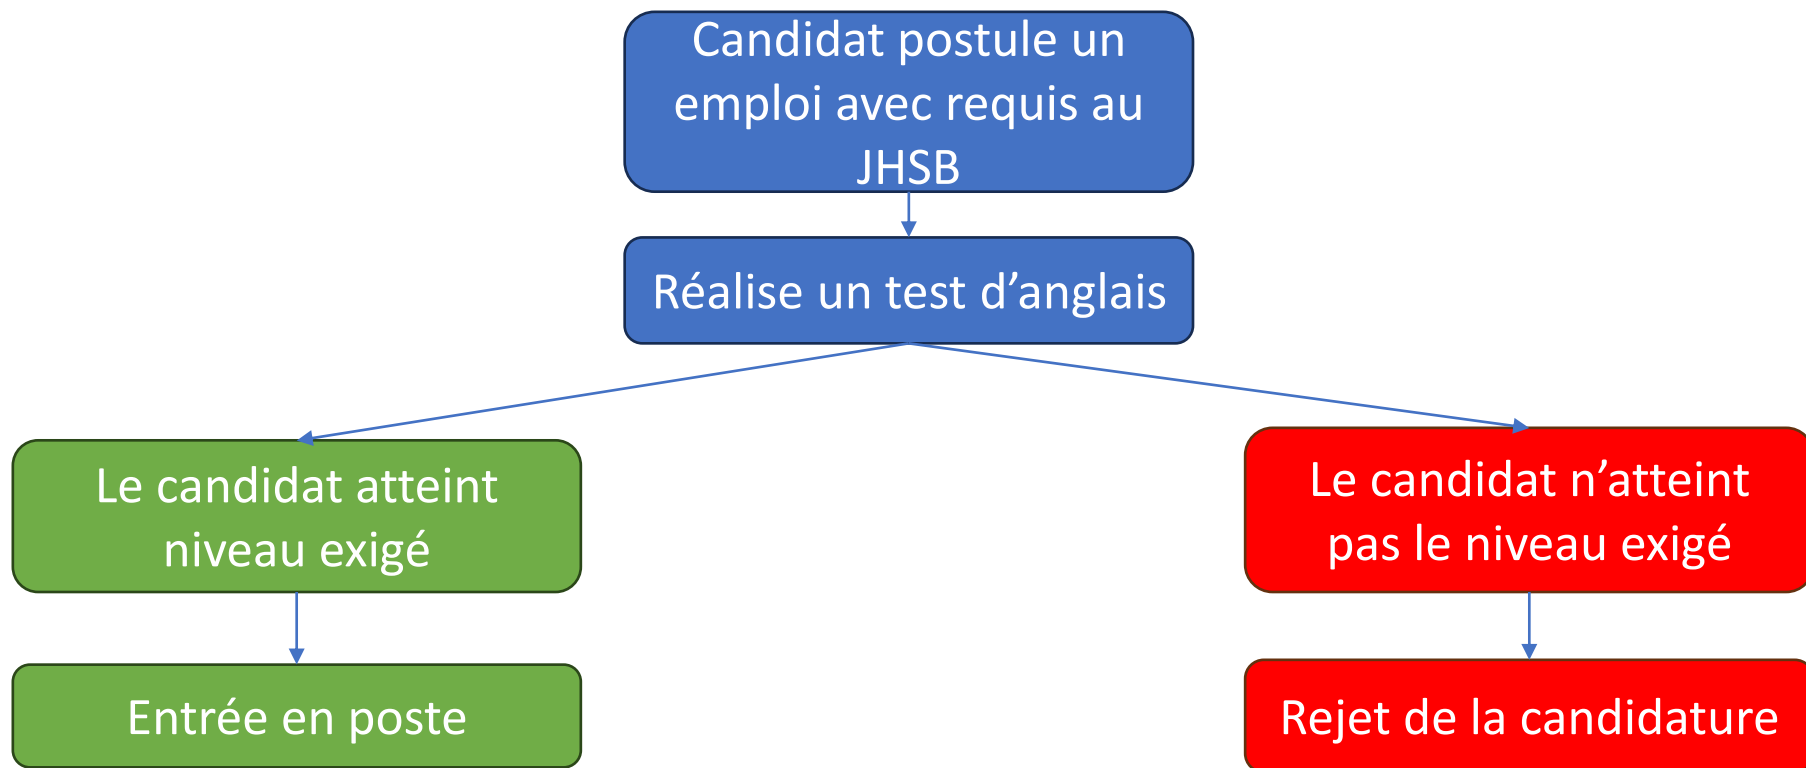 Candidat postule un
emploi avec requis au
JHSB
Réalise un test d’anglais
Le candidat atteint
niveau exigé
Le candidat n’atteint
pas le niveau exigé
Entrée en poste
Rejet de la candidature